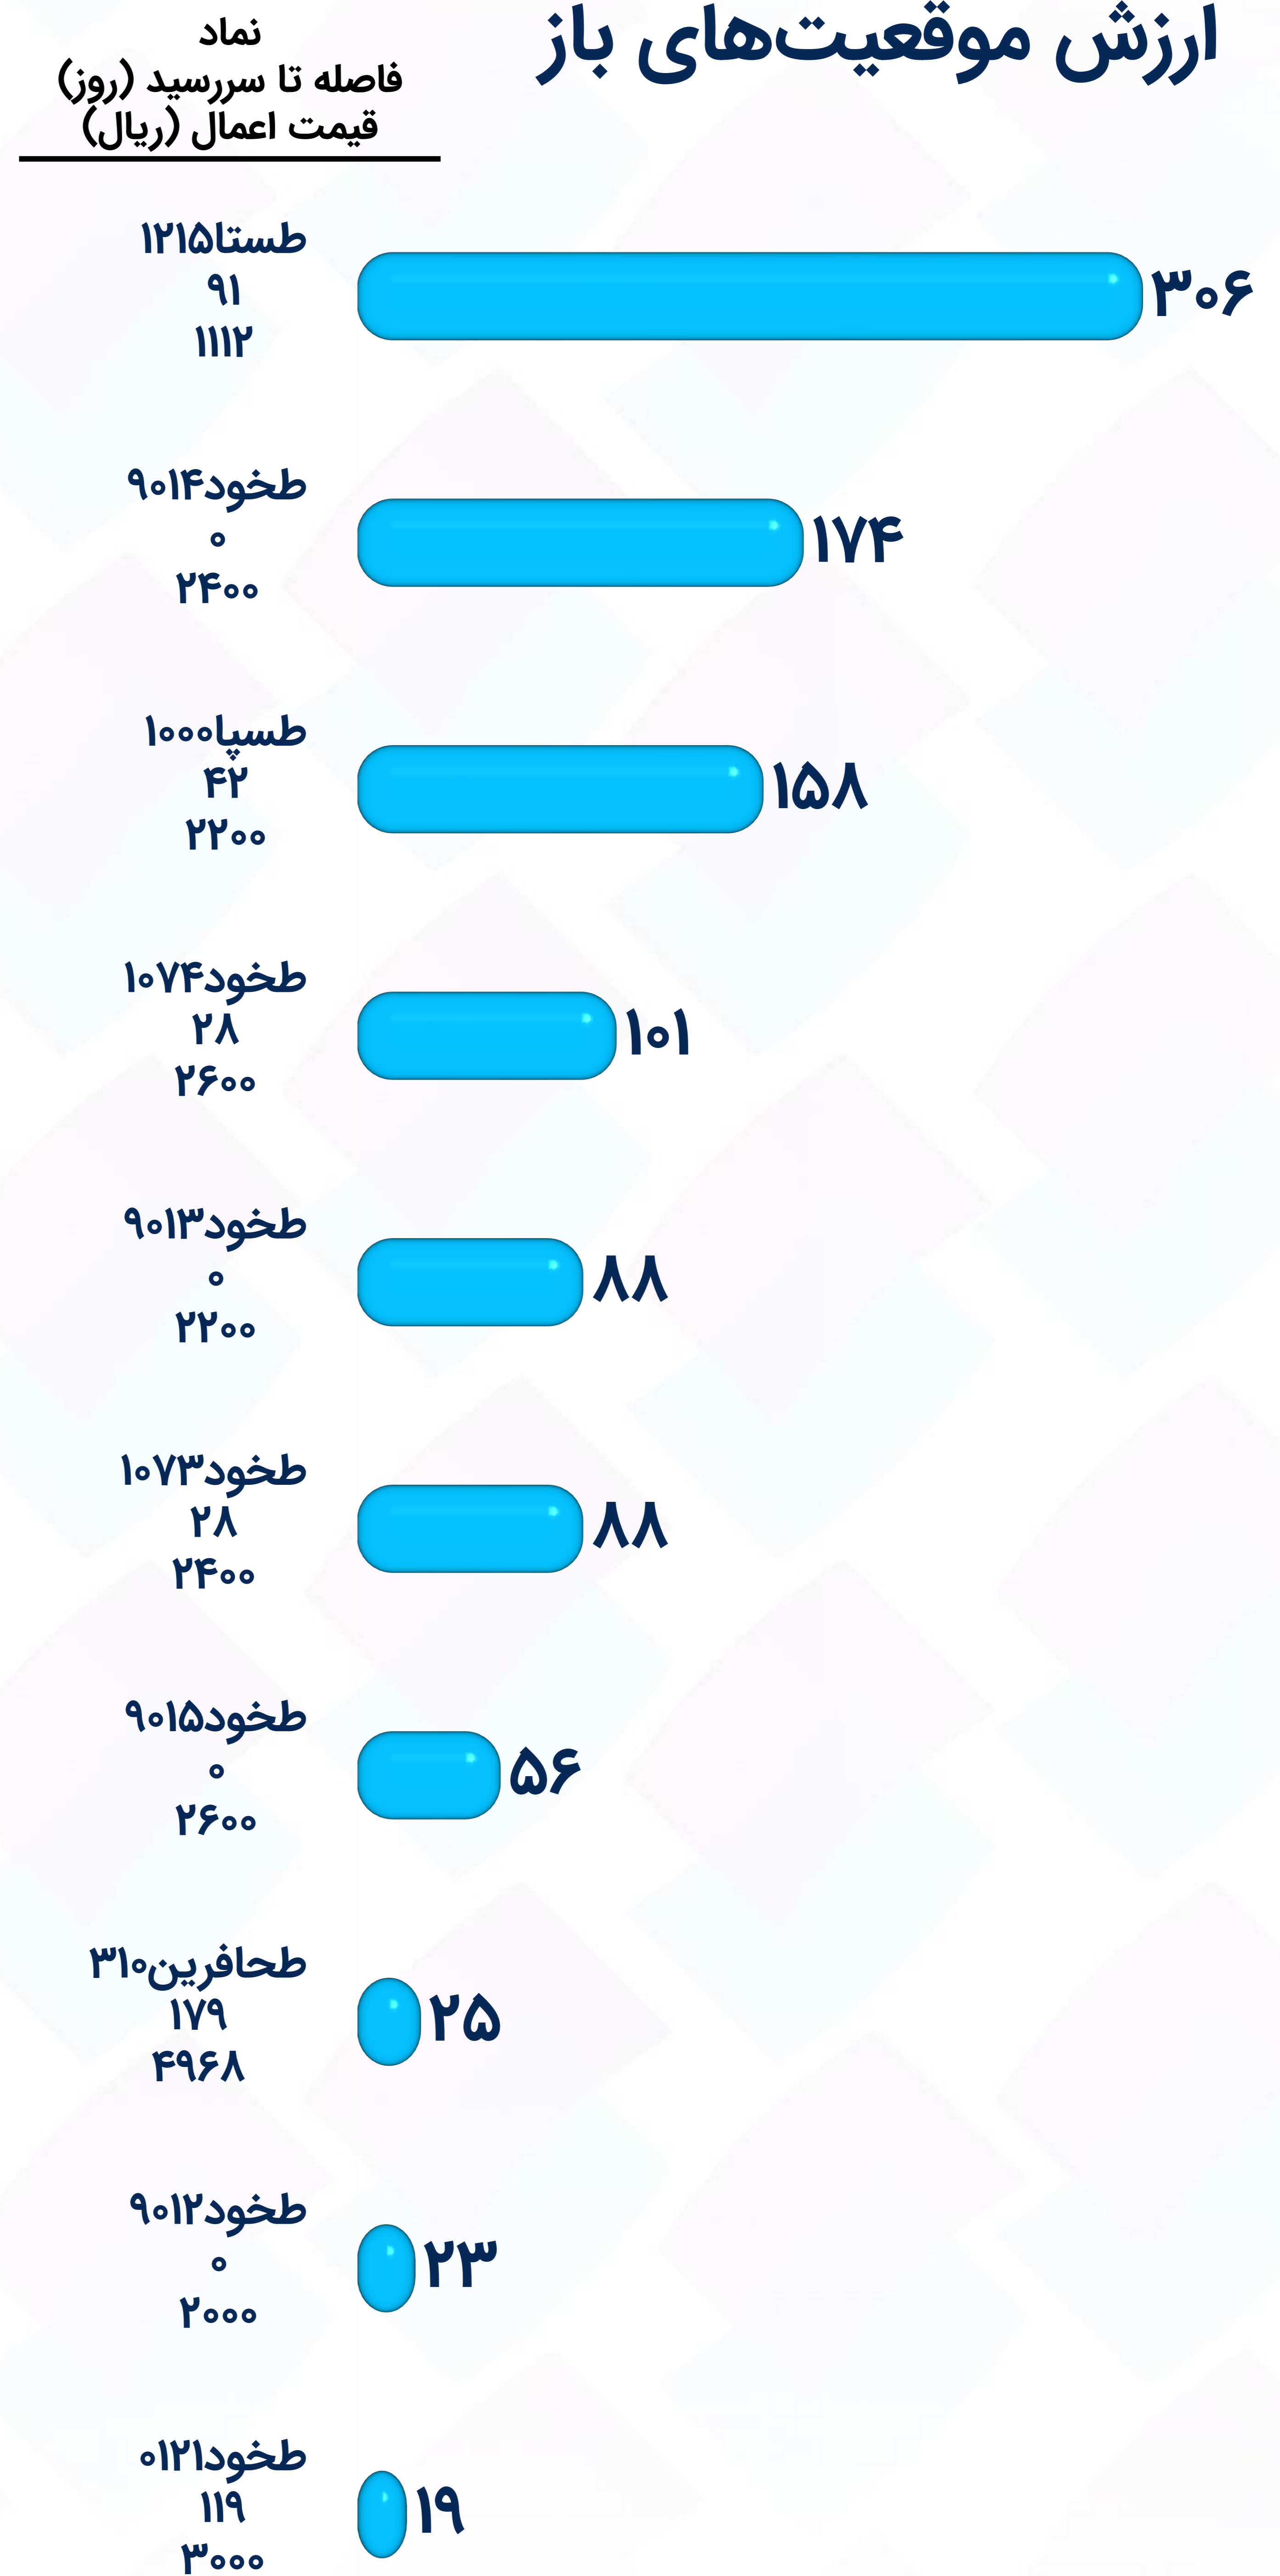 ارزش موقعیت‌های باز
نماد
فاصله تا سررسید (روز)
قیمت اعمال (ریال)
طستا۱۲۱۵
۹۱
۱۱۱۲
۳۰۶
طخود۹۰۱۴
۰
۲۴۰۰
۱۷۴
طسپا۱۰۰۰
۴۲
۲۲۰۰
۱۵۸
طخود۱۰۷۴
۲۸
۲۶۰۰
۱۰۱
طخود۹۰۱۳
۰
۲۲۰۰
۸۸
طخود۱۰۷۳
۲۸
۲۴۰۰
۸۸
طخود۹۰۱۵
۰
۲۶۰۰
۵۶
طحافرین۳۱۰
۱۷۹
۴۹۶۸
۲۵
طخود۹۰۱۲
۰
۲۰۰۰
۲۳
طخود۰۱۲۱
۱۱۹
۳۰۰۰
۱۹